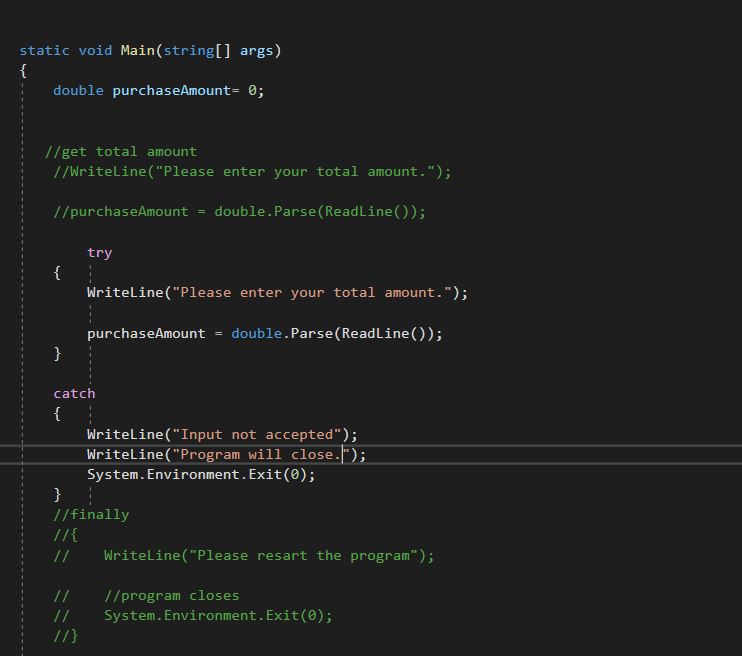 static void Main(string[] args)
{
double purchaseAmount= 0;
//get total amount
//WriteLine("Please enter your total amount.");
//purchaseAmount = double.Parse(ReadLine());
try
{
WriteLine("Please enter your total amount.");
purchaseAmount = double.Parse(ReadLine());
}
catch
{
WriteLine("Input not accepted");
WriteLine("Program will close.");
System.Environment.Exit(0);
}
//finally
//{
//    WriteLine("Please resart the program");
//    //program closes
//    System.Environment.Exit(0);
//}